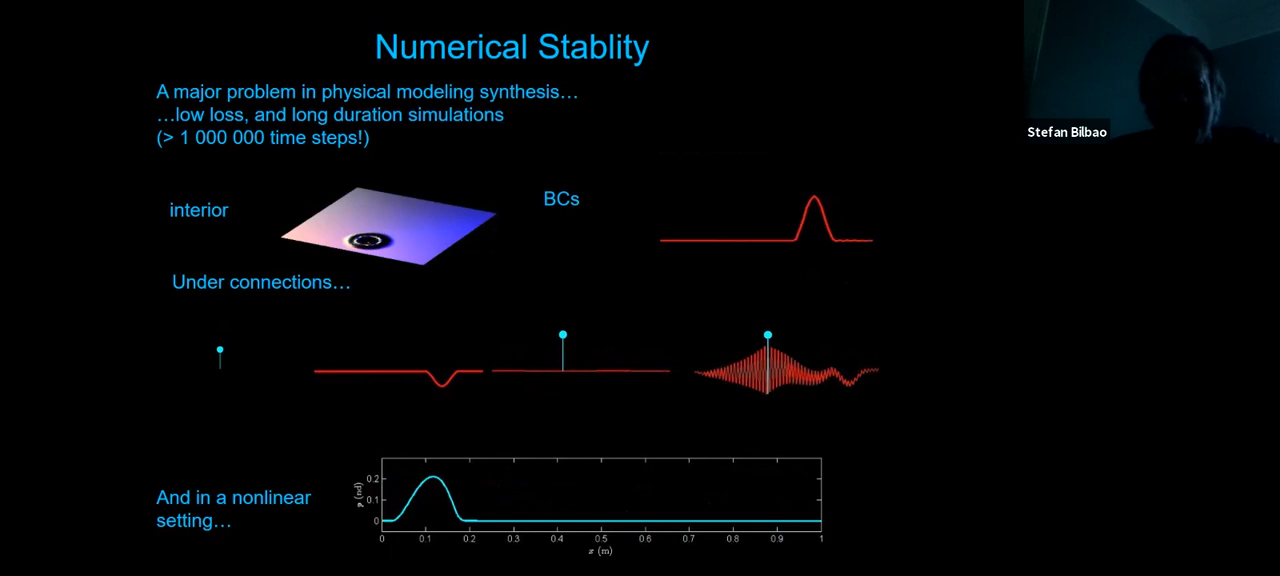 Numerical Stablity
A major problem in physical modeling synthesis…
…low loss, and long duration simulations
(> 1 000 000 time steps!)
Stefan Bilbao
interior
BCs
Under connections…
And in a nonlinear
setting…
p (nd)
0.2
0.1
0
0 0.1 0.2 0.3 0.4 0.5 0.6 0.7 0.8 0.9 1
x (m)